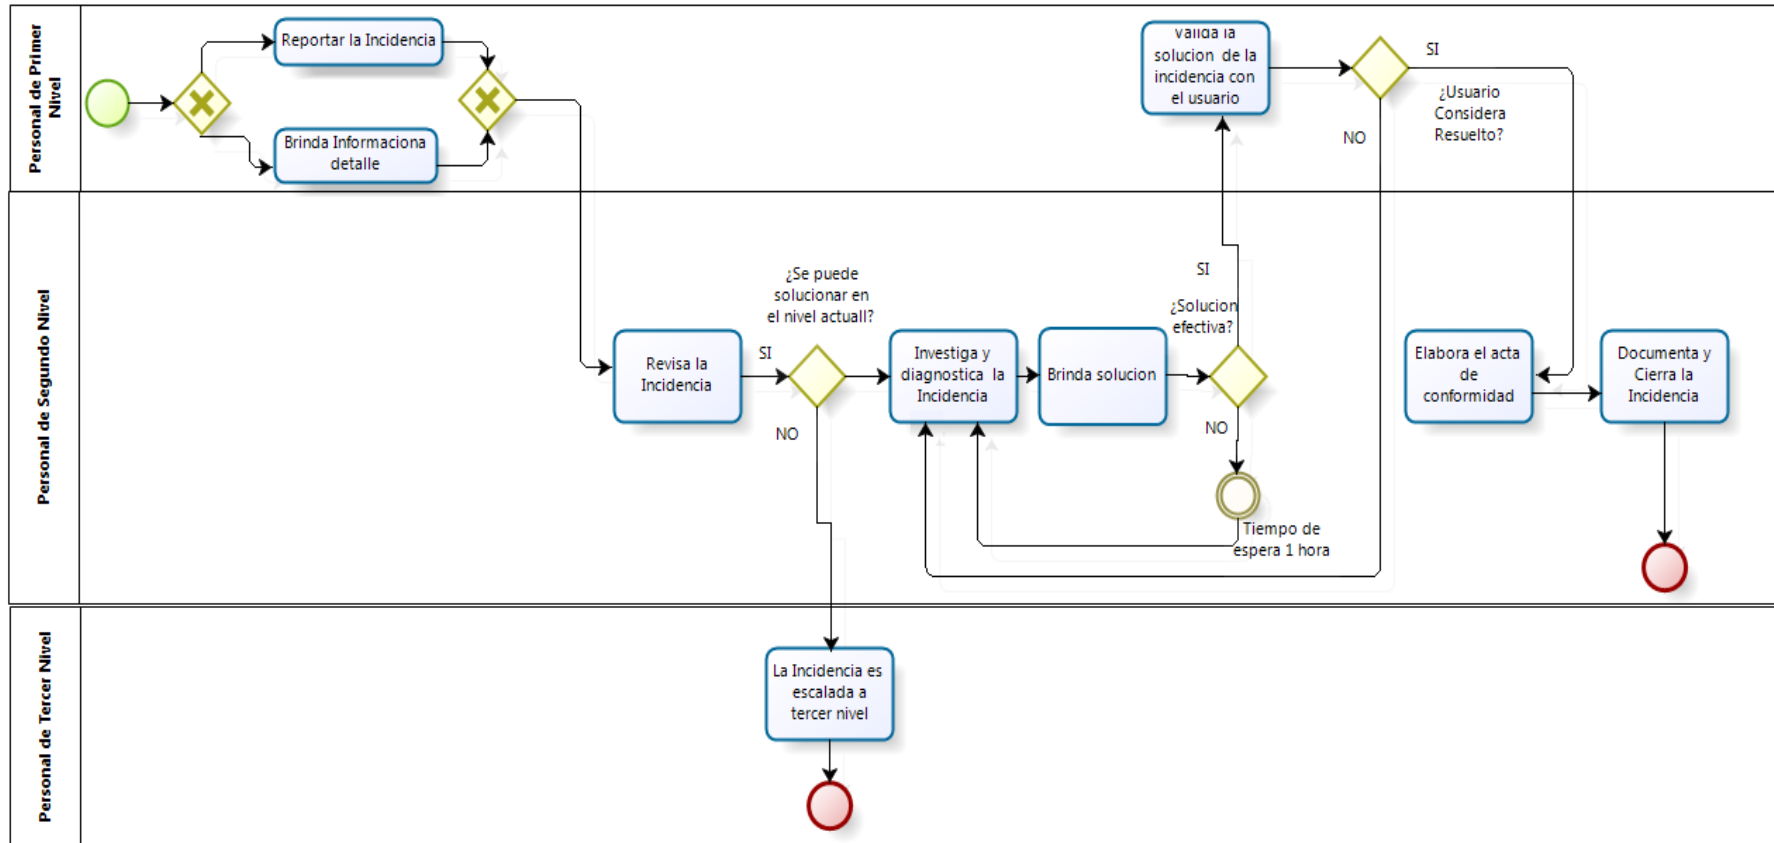 Personal de Primer
Nivel
Reportar la Incidencia
Brinda Informaciona
detalle
Valida la
solucion de la
incidencia con
el usuario
SI
¿Usuario
Considera
Resuelto?
NO
Personal de Segundo Nivel
Revisa la
Incidencia
SI
¿Se puede
solucionar en
el nivel actuall?
NO
Investiga y
diagnostica la
Incidencia
Brinda solucion
SI
¿Solucion
efectiva?
NO
Tiempo de
espera 1 hora
Elabora el acta
de
conformidad
Documenta y
Cierra la
Incidencia
Personal de Tercer Nivel
La Incidencia es
escalada a
tercer nivel